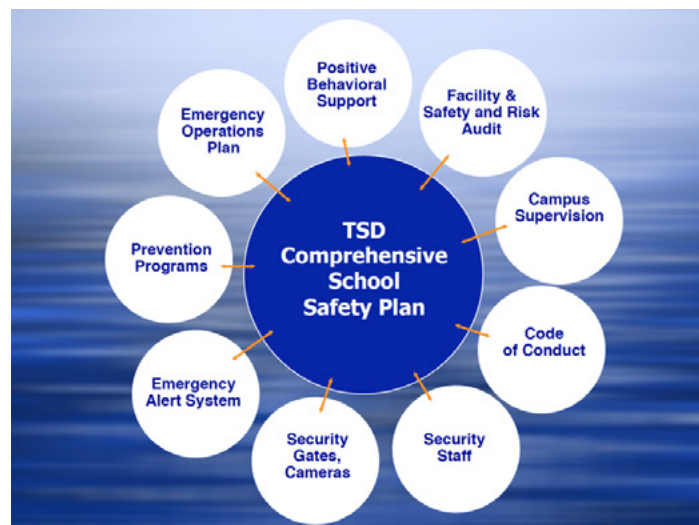 Positive
Behavioral
Support
Facility &
Safety and Risk
Audit
Campus
Supervision
Code
of Conduct
Security
Staff
Security
Gates,
Cameras
Emergency
Alert System
Prevention
Programs
Emergency
Operations
Plan
TSD
Comprehensive
School
Safety Plan